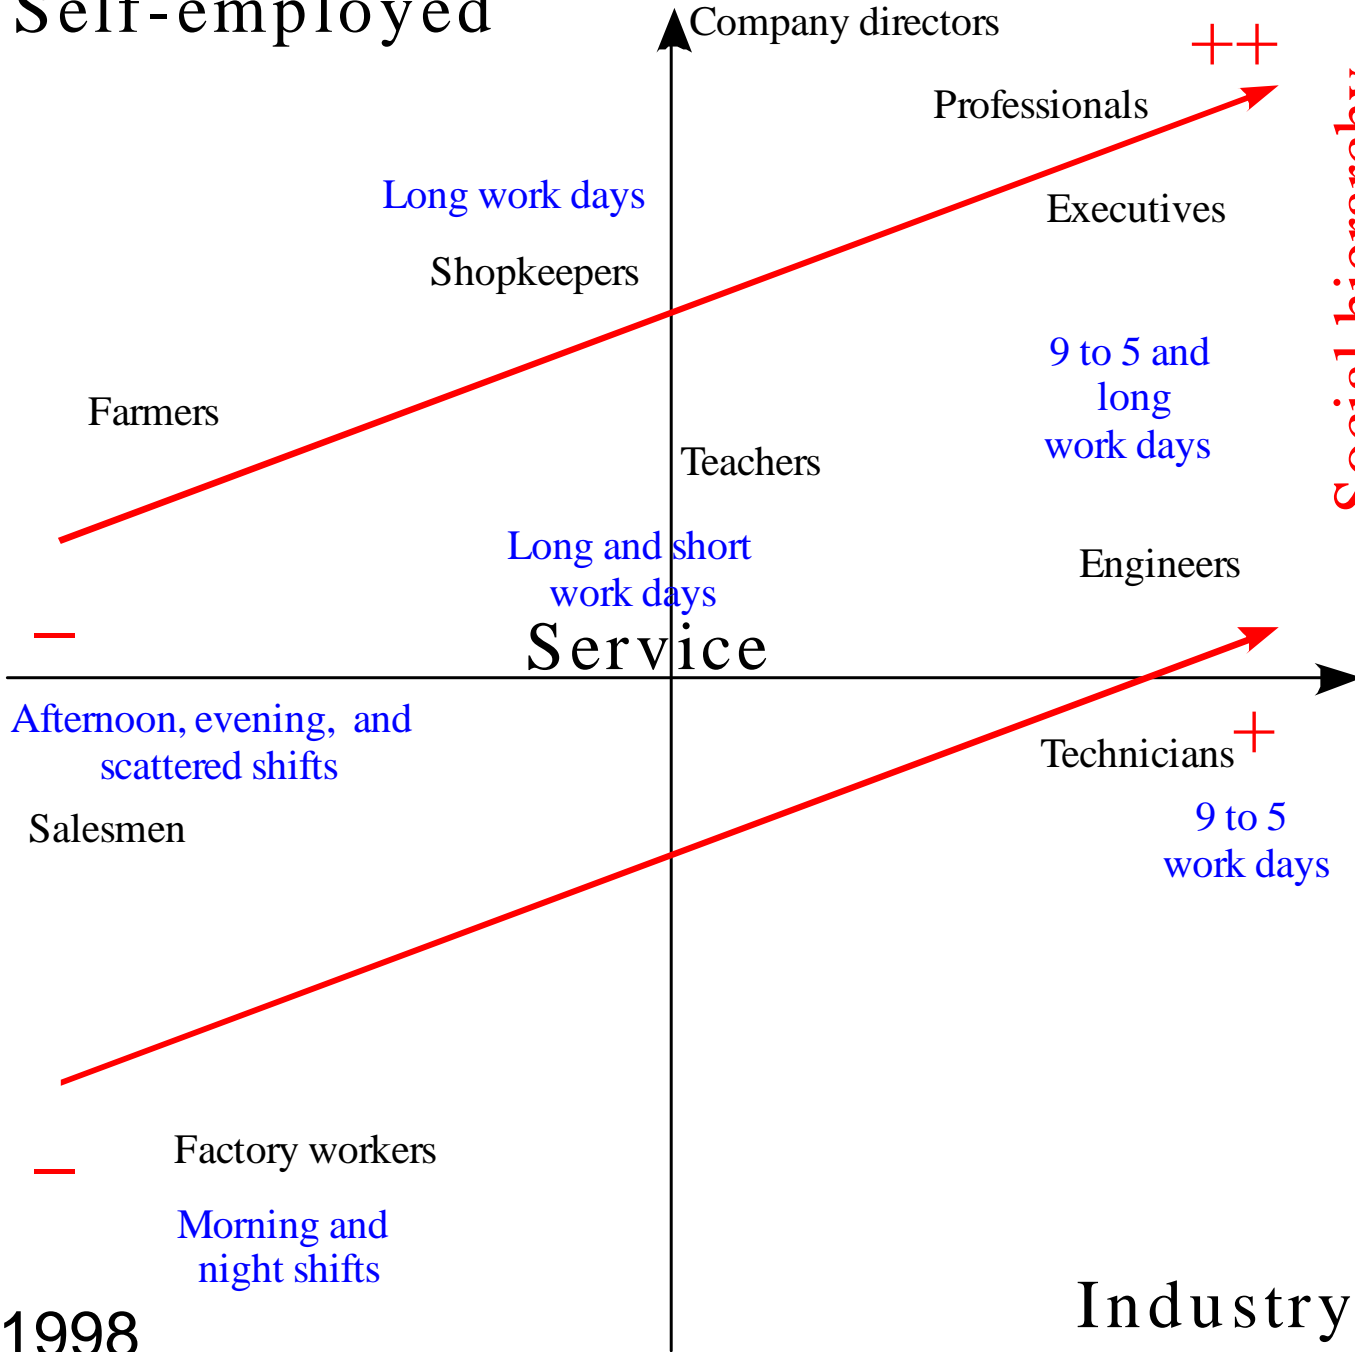 Self-employed
Company directors
++
Professionals
Long work days
Executives
Shopkeepers
Social hierarchy
9 to 5 and
long
work days
Farmers
Teachers
Long and short
work days
Engineers
–
Service
Afternoon, evening, and
scattered shifts
+
Technicians
Salesmen
9 to 5
work days
Factory workers
–
Morning and
night shifts
Industry
1998